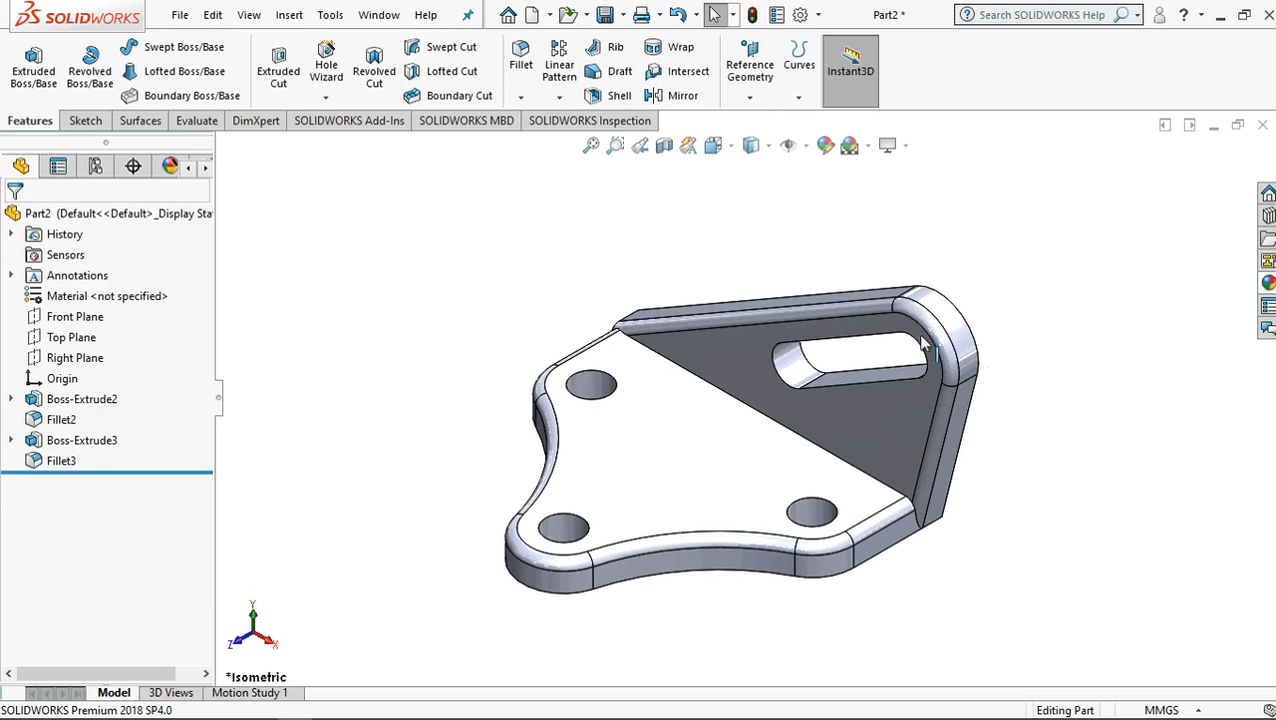 SOLIDWORKS File Edit View Insert Tools Window Help Part2 * Search SOLIDWORKS Help ?
Extruded Boss/Base
Revolved Boss/Base
Swept Boss/Base
Lofted Boss/Base
Boundary Boss/Base
Extruded Cut
Hole Wizard
Revolved Cut
Swept Cut
Lofted Cut
Boundary Cut
Fillet
Linear Pattern
Rib
Draft
Shell
Wrap
Intersect
Mirror
Reference Geometry
Curves
Instant3D
Features Sketch Surfaces Evaluate DimXpert SOLIDWORKS Add-Ins SOLIDWORKS MBD SOLIDWORKS Inspection
Part2 (Default<<Default>_Display Sta
History
Sensors
Annotations
Material <not specified>
Front Plane
Top Plane
Right Plane
Origin
Boss-Extrude2
Fillet2
Boss-Extrude3
Fillet3
Y
Z X
*Isometric
Model 3D Views Motion Study 1
SOLIDWORKS Premium 2018 SP4.0 Editing Part MMGS